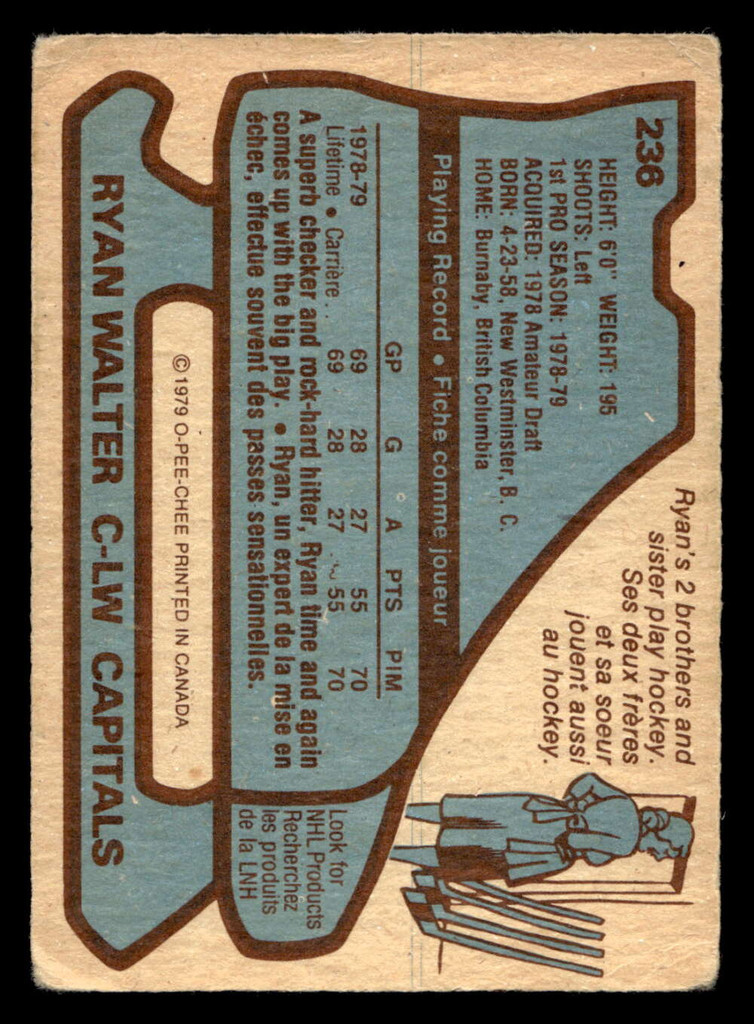 236
HEIGHT: 6'0" WEIGHT: 195
SHOOTS: Left
1st PRO SEASON: 1978-79
ACQUIRED: 1978 Amateur Draft
BORN: 4-23-58, New Westminster, B. C.
HOME: Burnaby, British Columbia
Ryan's 2 brothers and
sister play hockey.
Ses deux frères
et sa soeur
jouent aussi
au hockey.
Playing Record • Fiche comme joueur
GP G A PTS PIM
1978-79 69 28 27 55 70
Lifetime • Carrière . . 69 28 27 55 70
A superb checker and rock-hard hitter, Ryan time and again
comes up with the big play. • Ryan, un expert de la mise en
échec, effectue souvent des passes sensationnelles.
Look for
NHL Products
Recherchez
les produits
de la LNH
© 1979 O-PEE-CHEE PRINTED IN CANADA
RYAN WALTER C-LW CAPITALS